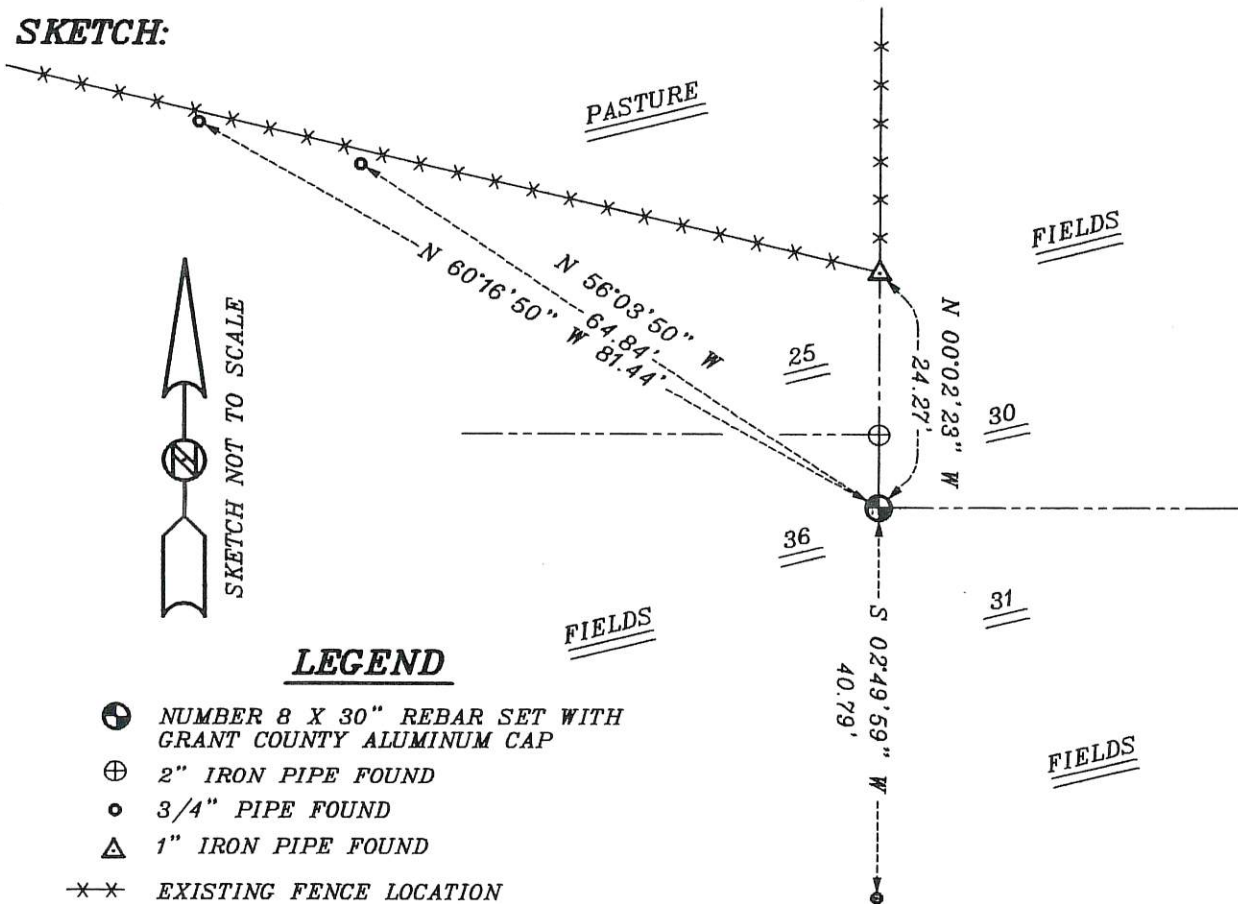 SKETCH:
PASTURE
FIELDS
N 60°16'50" W 81.44'
N 56°03'50" W
64.84'
N 00°02'23" W
24.27'
SKETCH NOT TO SCALE
N
25
30
36
31
FIELDS
S 02°49'59" W
40.79'
FIELDS
LEGEND
NUMBER 8 X 30" REBAR SET WITH
GRANT COUNTY ALUMINUM CAP
2" IRON PIPE FOUND
3/4" PIPE FOUND
1" IRON PIPE FOUND
EXISTING FENCE LOCATION